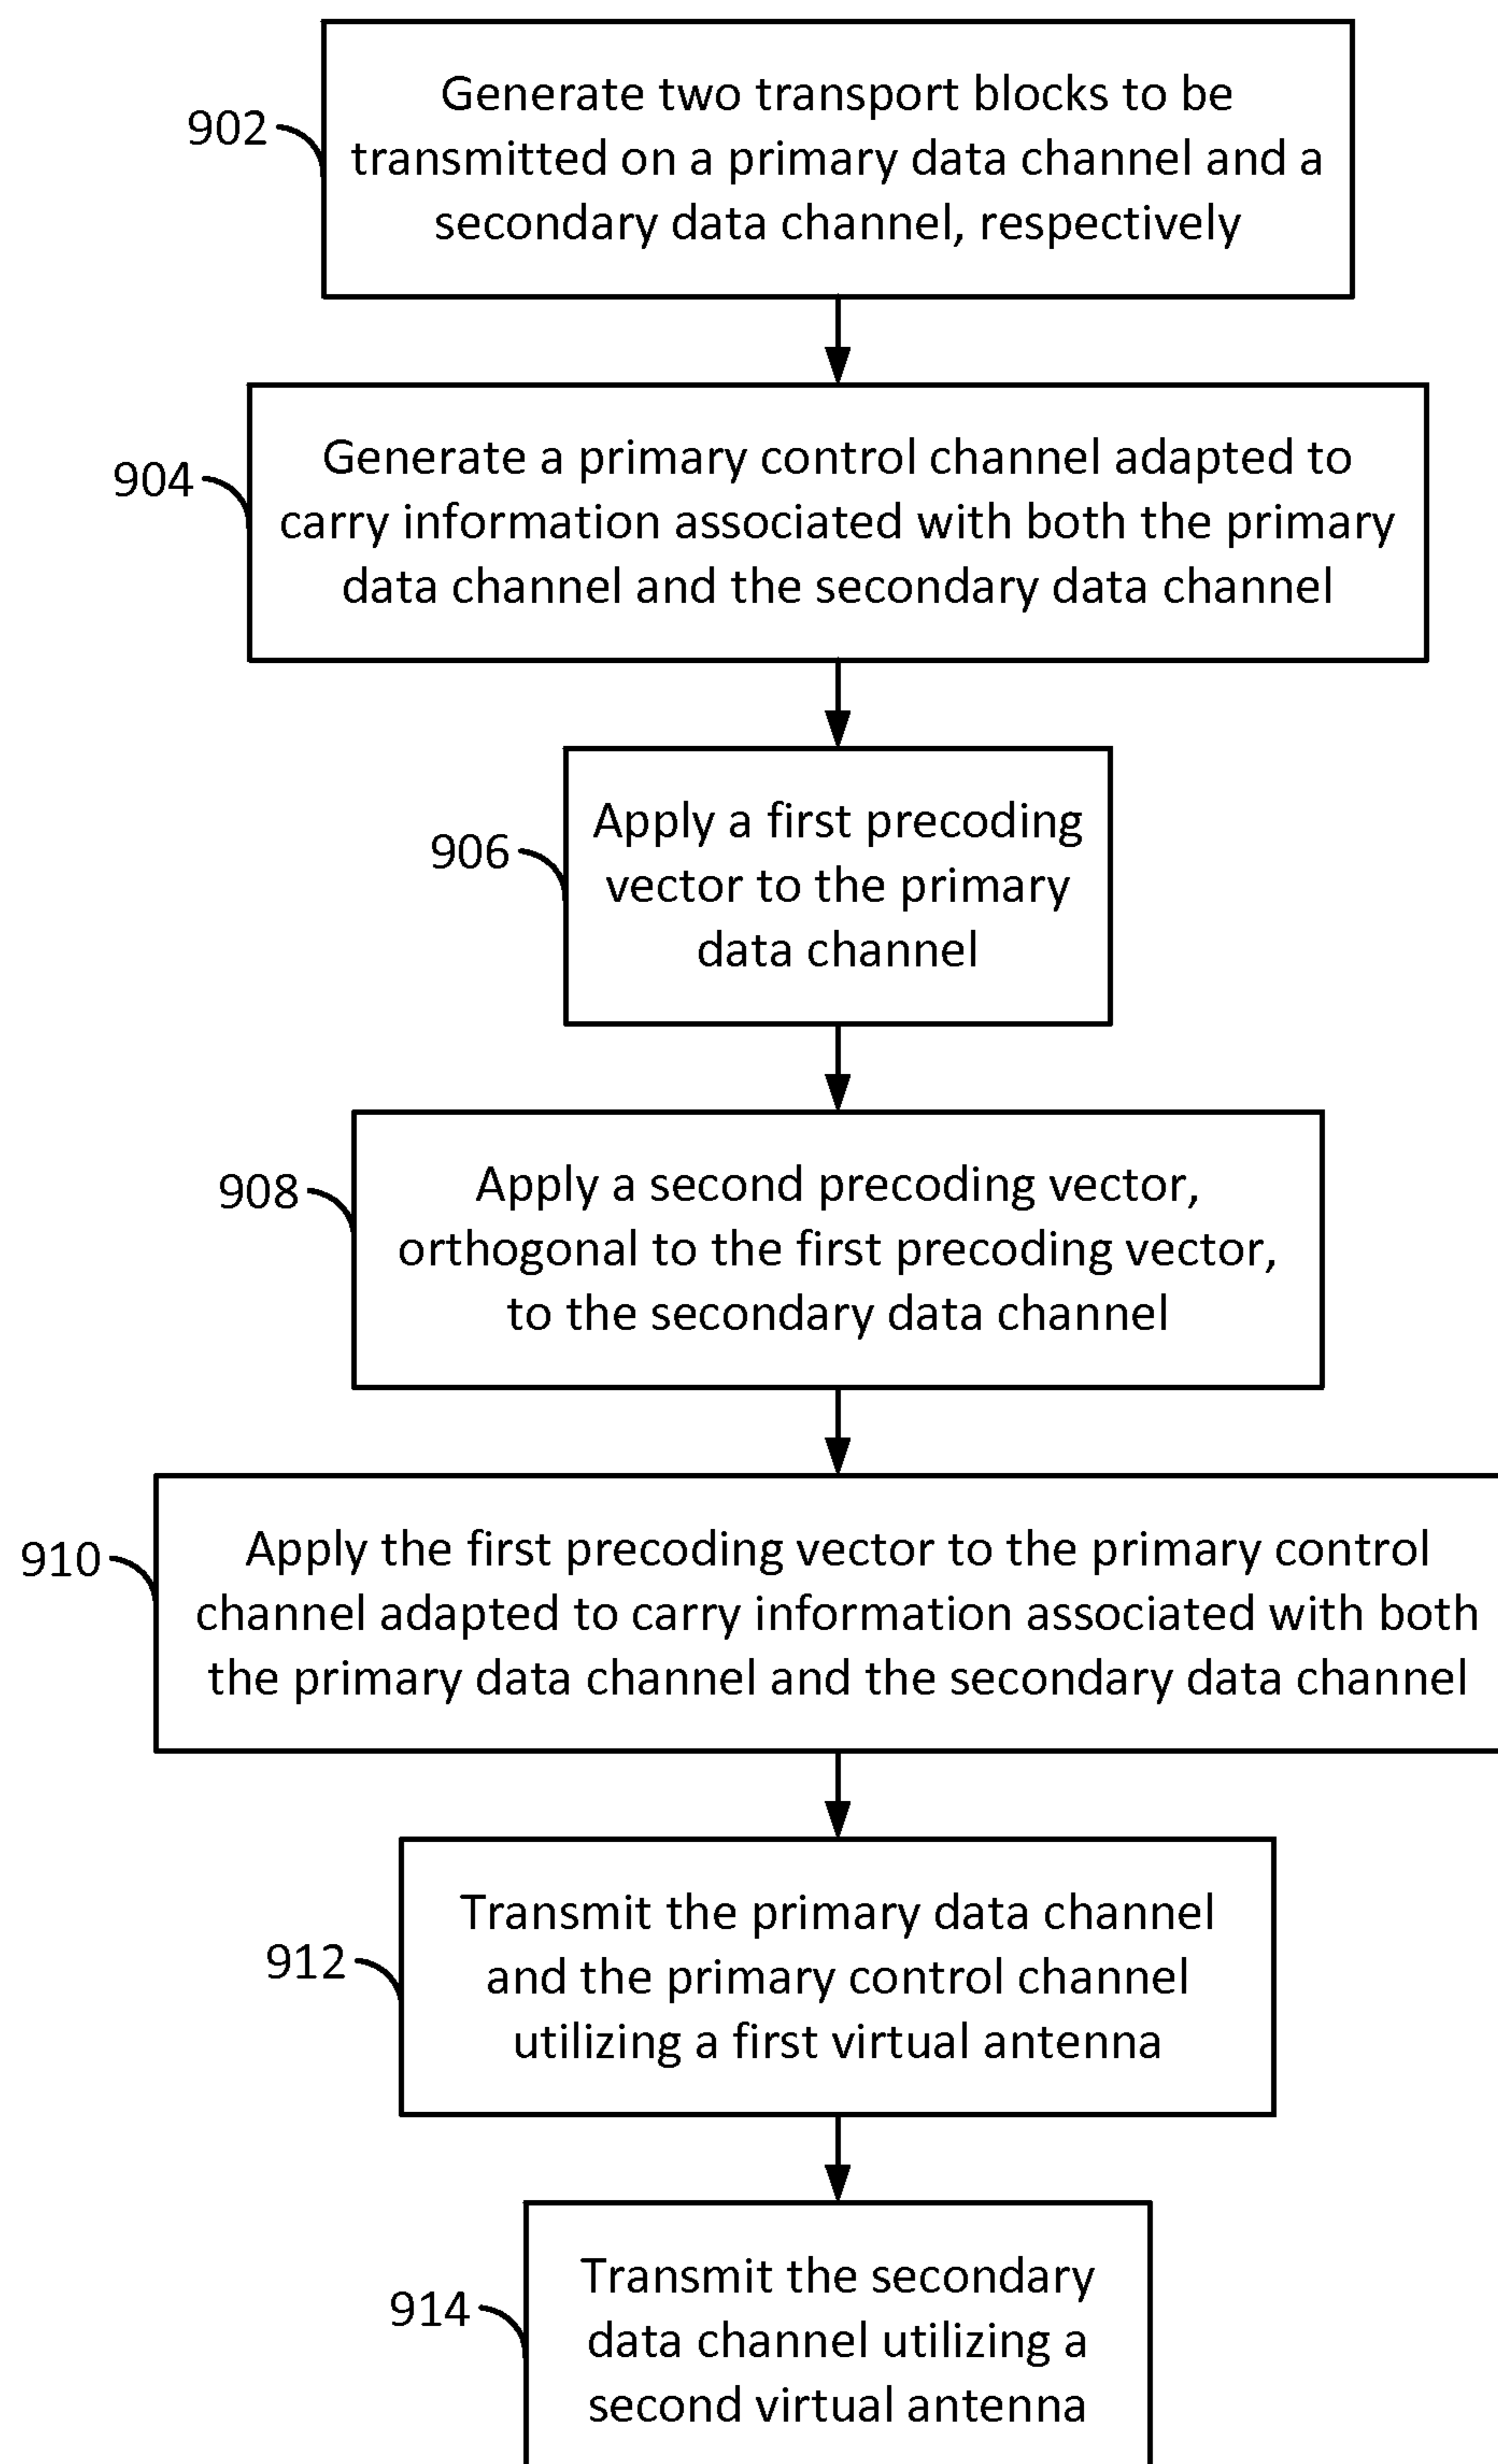 902
Generate two transport blocks to be
transmitted on a primary data channel and a
secondary data channel, respectively
904
Generate a primary control channel adapted to
carry information associated with both the primary
data channel and the secondary data channel
906
Apply a first precoding
vector to the primary
data channel
908
Apply a second precoding vector,
orthogonal to the first precoding vector,
to the secondary data channel
910
Apply the first precoding vector to the primary control
channel adapted to carry information associated with both
the primary data channel and the secondary data channel
912
Transmit the primary data channel
and the primary control channel
utilizing a first virtual antenna
914
Transmit the secondary
data channel utilizing a
second virtual antenna